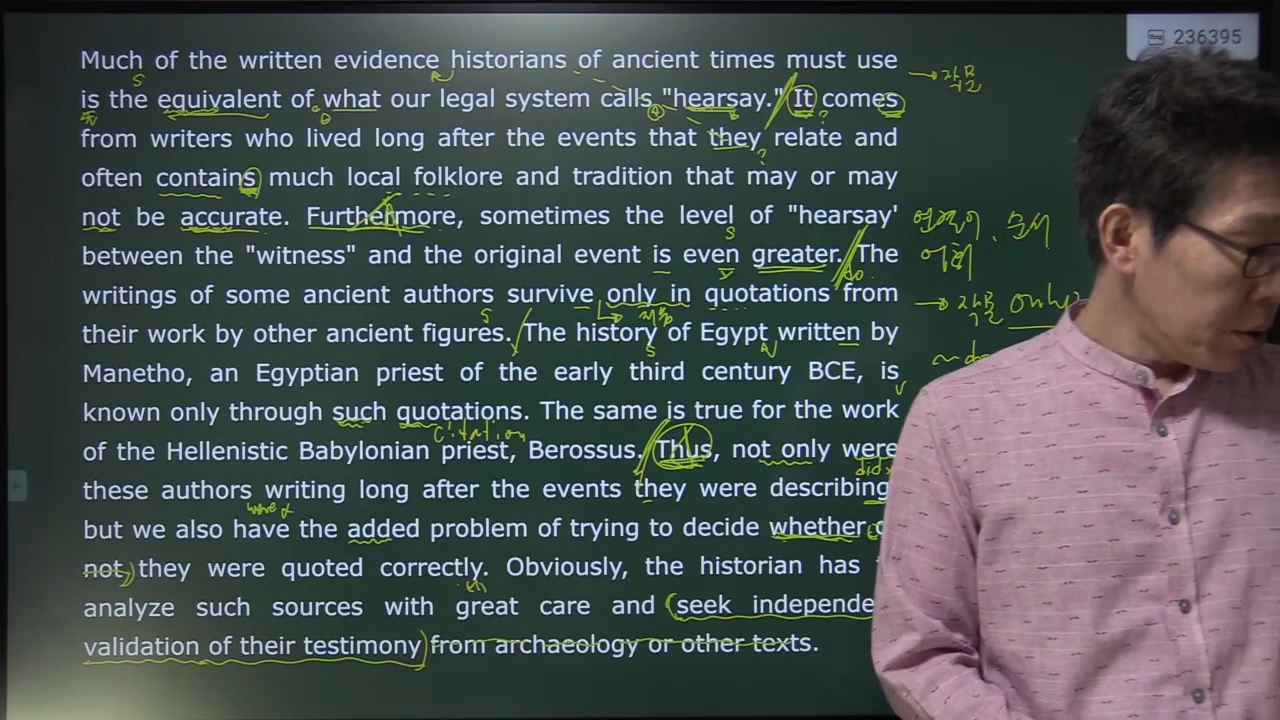 236395
Much of the written evidence historians of ancient times must use
is the equivalent of what our legal system calls "hearsay." It comes
from writers who lived long after the events that they relate and
often contains much local folklore and tradition that may or may
not be accurate. Furthermore, sometimes the level of "hearsay'
between the "witness" and the original event is even greater. The
writings of some ancient authors survive only in quotations from
their work by other ancient figures. The history of Egypt written by
Manetho, an Egyptian priest of the early third century BCE, is
known only through such quotations. The same is true for the work
citation
of the Hellenistic Babylonian priest, Berossus. Thus, not only were
these authors writing long after the events they were describing
but we also have the added problem of trying to decide whether
not, they were quoted correctly. Obviously, the historian has
analyze such sources with great care and seek
validation of their testimony from archaeology or other texts.
only